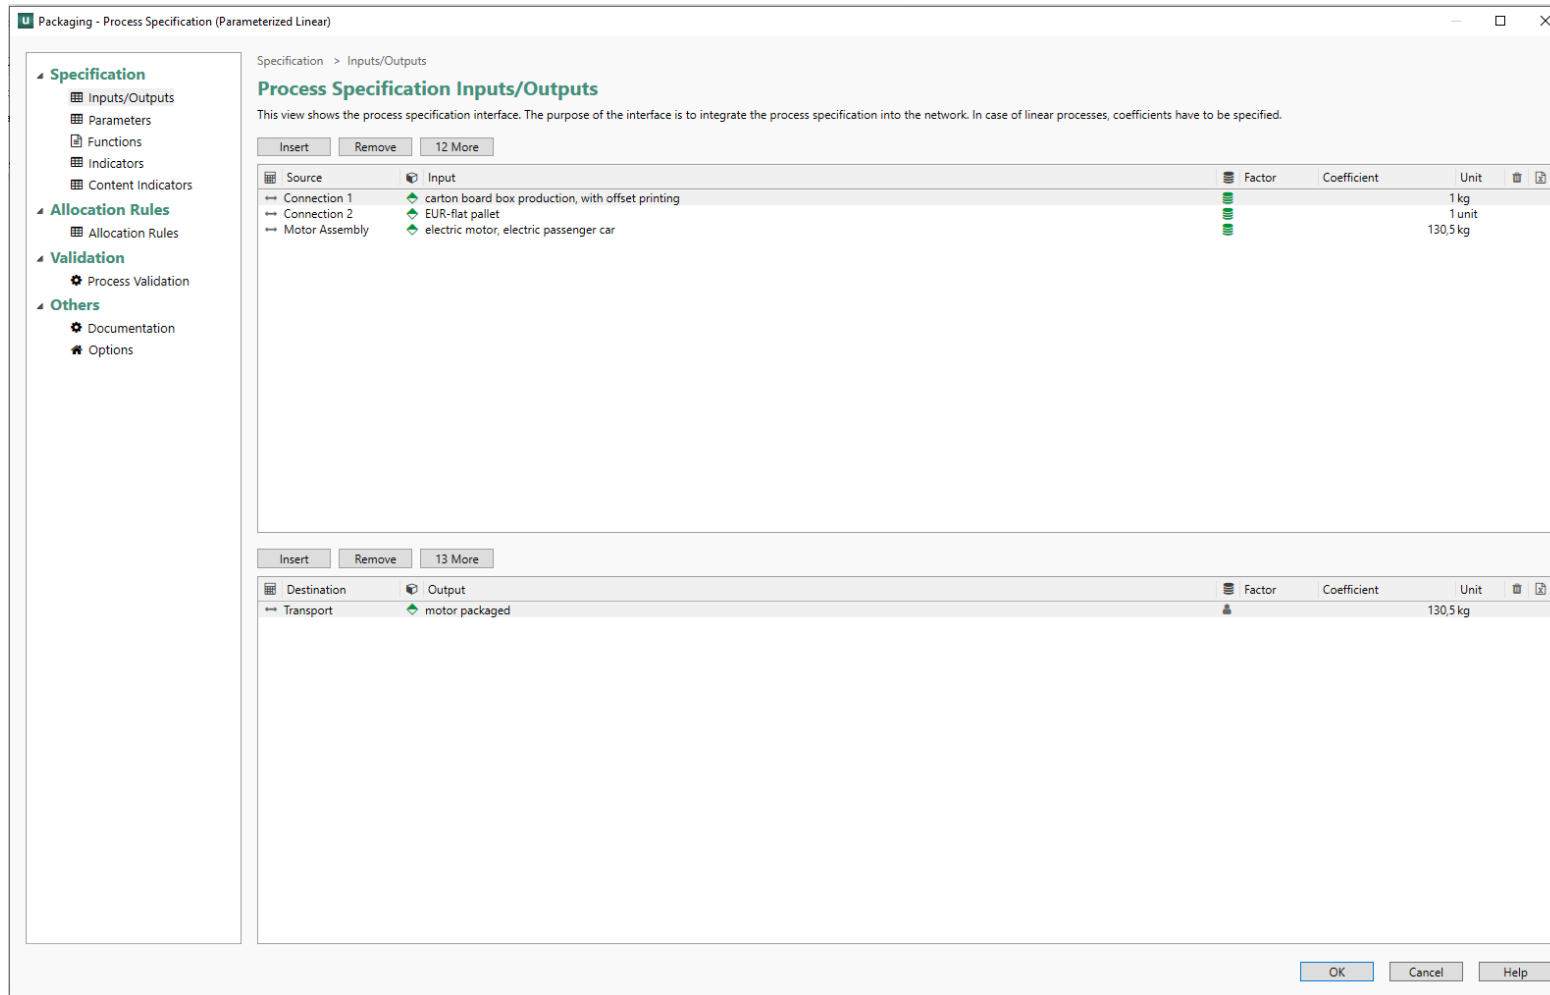 U Packaging - Process Specification (Parameterized Linear)
Specification
Inputs/Outputs
Parameters
Functions
Indicators
Content Indicators
Allocation Rules
Allocation Rules
Validation
Process Validation
Others
Documentation
Options
Specification > Inputs/Outputs
Process Specification Inputs/Outputs
This view shows the process specification interface. The purpose of the interface is to integrate the process specification into the network. In case of linear processes, coefficients have to be specified.
Insert Remove 12 More
Source Input Factor Coefficient Unit
Connection 1 carton board box production, with offset printing 1 kg
Connection 2 EUR-flat pallet 1 unit
Motor Assembly electric motor, electric passenger car 130,5 kg
Insert Remove 13 More
Destination Output Factor Coefficient Unit
Transport motor packaged 130,5 kg
OK Cancel Help